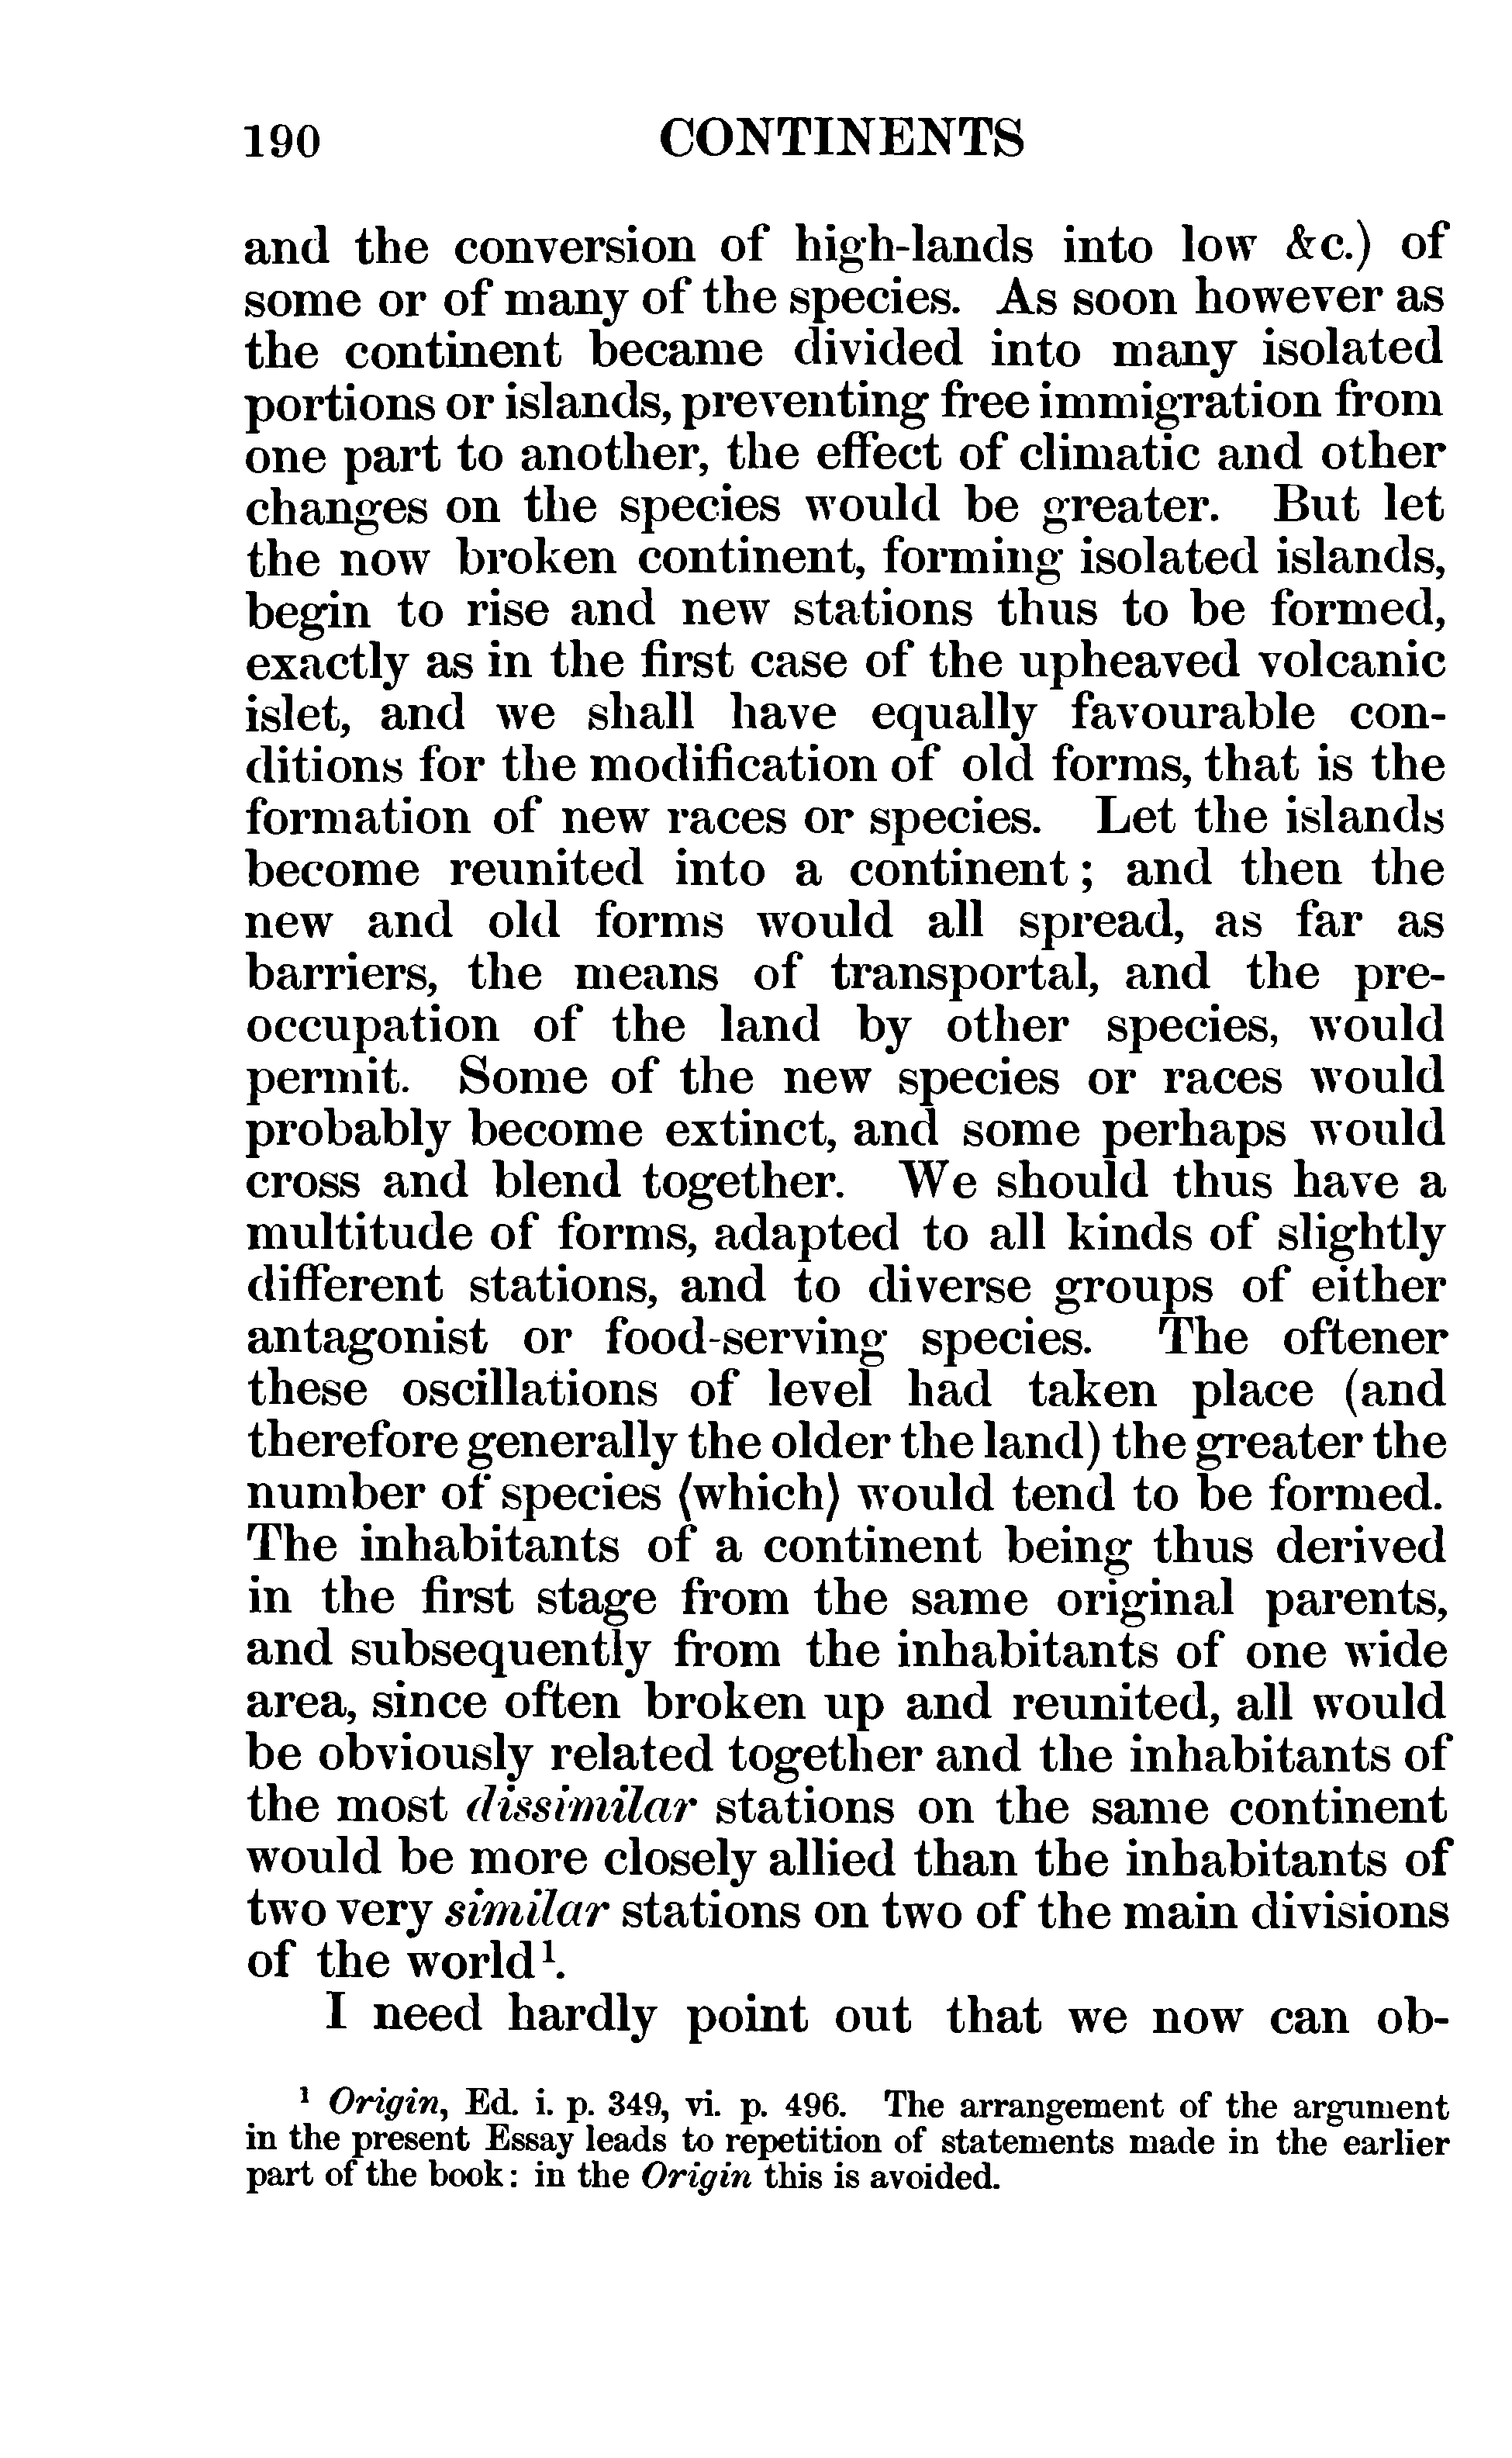 190 CONTINENTS
and the conversion of high-lands into low &c.) of
some or of many of the species. As soon however as
the continent became divided into many isolated
portions or islands, preventing free immigration from
one part to another, the effect of climatic and other
changes on the species would be greater. But let
the now broken continent, forming isolated islands,
begin to rise and new stations thus to be formed,
exactly as in the first case of the upheaved volcanic
islet, and we shall have equally favourable con-
ditions for the modification of old forms, that is the
formation of new races or species. Let the islands
become reunited into a continent; and then the
new and old forms would all spread, as far as
barriers, the means of transportal, and the pre-
occupation of the land by other species, would
permit. Some of the new species or races would
probably become extinct, and some perhaps would
cross and blend together. We should thus have a
multitude of forms, adapted to all kinds of slightly
different stations, and to diverse groups of either
antagonist or food-serving species. The oftener
these oscillations of level had taken place (and
therefore generally the older the land) the greater the
number of species ⟨which⟩ would tend to be formed.
The inhabitants of a continent being thus derived
in the first stage from the same original parents,
and subsequently from the inhabitants of one wide
area, since often broken up and reunited, all would
be obviously related together and the inhabitants of
the most dissimilar stations on the same continent
would be more closely allied than the inhabitants of
two very similar stations on two of the main divisions
of the world¹.
I need hardly point out that we now can ob-
¹ Origin, Ed. i. p. 349, vi. p. 496. The arrangement of the argument
in the present Essay leads to repetition of statements made in the earlier
part of the book: in the Origin this is avoided.